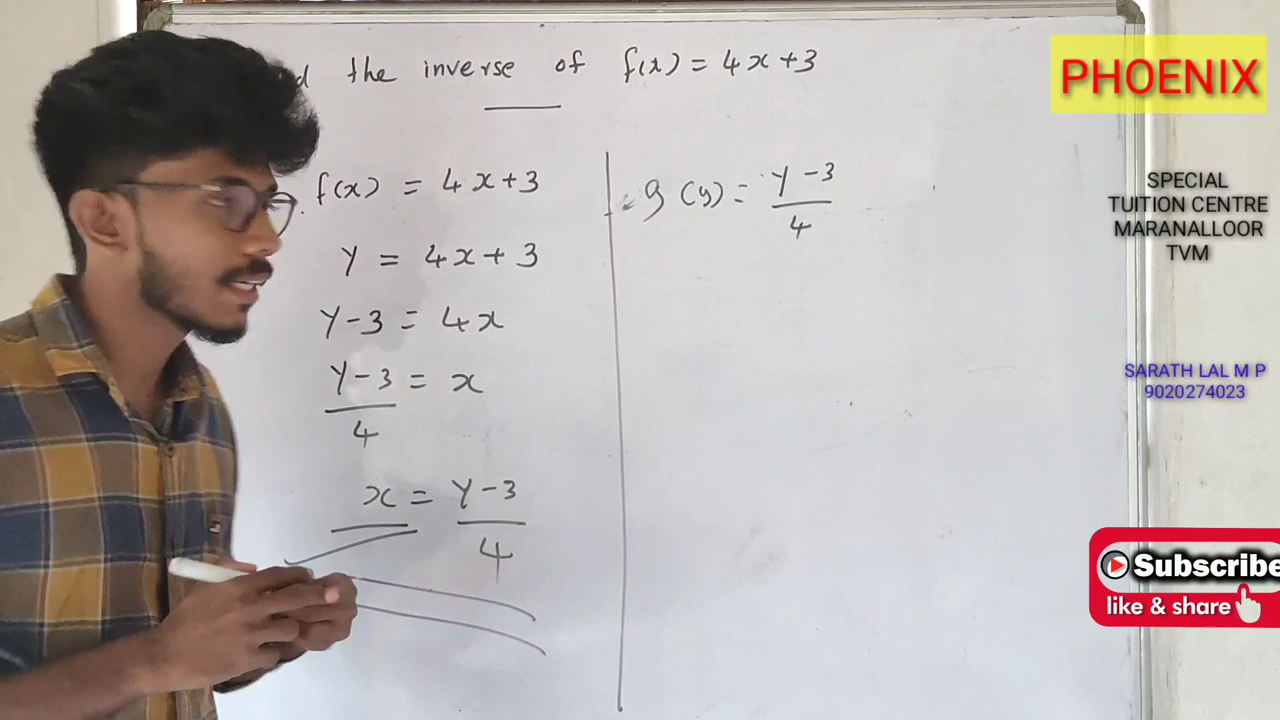 the inverse of f(x) = 4x+3
f(x) = 4x+3
y = 4x+3
y-3 = 4x
y-3/4 = x
x = y-3/4
g(y) = y-3/4
PHOENIX
SPECIAL
TUITION CENTRE
MARANALLOOR
TVM
SARATH LAL M P
9020274023
Subscribe
like & share